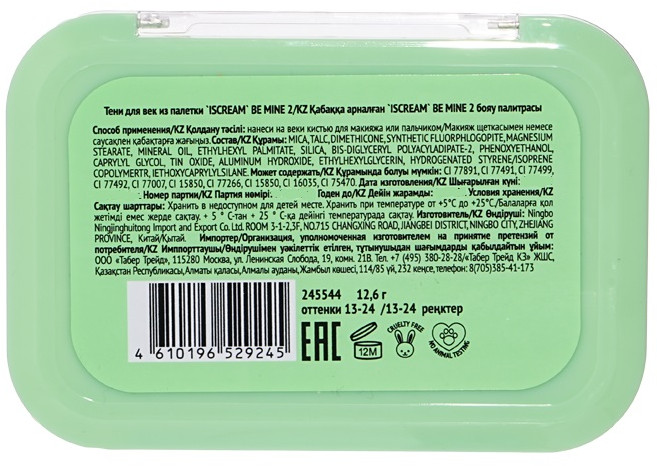 Тени для век из палетки `ISCREAM` BE MINE 2/KZ Қабаққа арналған `ISCREAM` BE MINE 2 бояу палитрасы
Способ применения/KZ Қолдану тәсілі: нанеси на веки кистью для макияжа или пальчиком/Макияж щеткасымен немесе
саусақпен қабақтарға жағыңыз. Состав/KZ Құрамы: MICA,TALC,DIMETHICONE, SYNTHETIC FLUORPHLOGOPITE, MAGNESIUM
STEARATE, MINERAL OIL, ETHYLHEXYL PALMITATE, SILICA, BIS-DIGLYCERYL POLYACYLADIPATE-2, PHENOXYETHANOL,
CAPRYLYL GLYCOL, TIN OXIDE, ALUMINUM HYDROXIDE, ETHYLHEXYLGLYCERIN, HYDROGENATED STYRENE/ISOPRENE
COPOLYMERTR, IETHOXYCAPRYLYLSILANE. Может содержать/KZ Құрамында болуы мүмкін: CI 77891, CI 77491, CI 77499,
CI 77492, CI 77007, CI 15850, CI 77266, CI 15850, CI 16035, CI 75470. Дата изготовления/KZ Шығарылған күні:
. Номер партии/KZ Партия нөмірі: . Годен до/KZ Дейін жарамды: . Условия хранения/KZ
Сақтау шарттары: Хранить в недоступном для детей месте. Хранить при температуре от +5°C до +25°C/Балаларға қол
жетімді емес жерде сақтау. + 5 ° С-тан + 25 ° С-қа дейінгі температурада сақтау. Изготовитель/KZ Өндіруші: Ningbo
Ningjinghuitong Import and Export Co.Ltd. ROOM 3-1-2,3F, NO.715 CHANGXING ROAD,JIANGBEI DISTRICT, NINGBO CITY,ZHEJIANG
PROVINCE, Китай/Қытай. Импортер/Организация, уполномоченная изготовителем на принятие претензий от
потребителя/KZ Импорттаушы/Өндірушімен уәкілеттік етілген, тутынушыдан шағымдарды қабылдайтын ұйым:
ООО «Табер Трейд», 115280 Москва, ул. Ленинская Слобода, 19, комн. 21В. Тел. +7 (495) 380-28-28/«Табер Трейд КЗ» ЖШС,
Қазақстан Республикасы,Алматы қаласы, Алмалы ауданы,Жамбыл көшесі, 114/85 үй, 232 кеңсе, телефон: 8(705)385-41-173
245544 12,6 г
оттенки 13-24 /13-24 реңктер
4 610196 529245
EAC
12M
CRUELTY FREE
NO ANIMAL TESTING